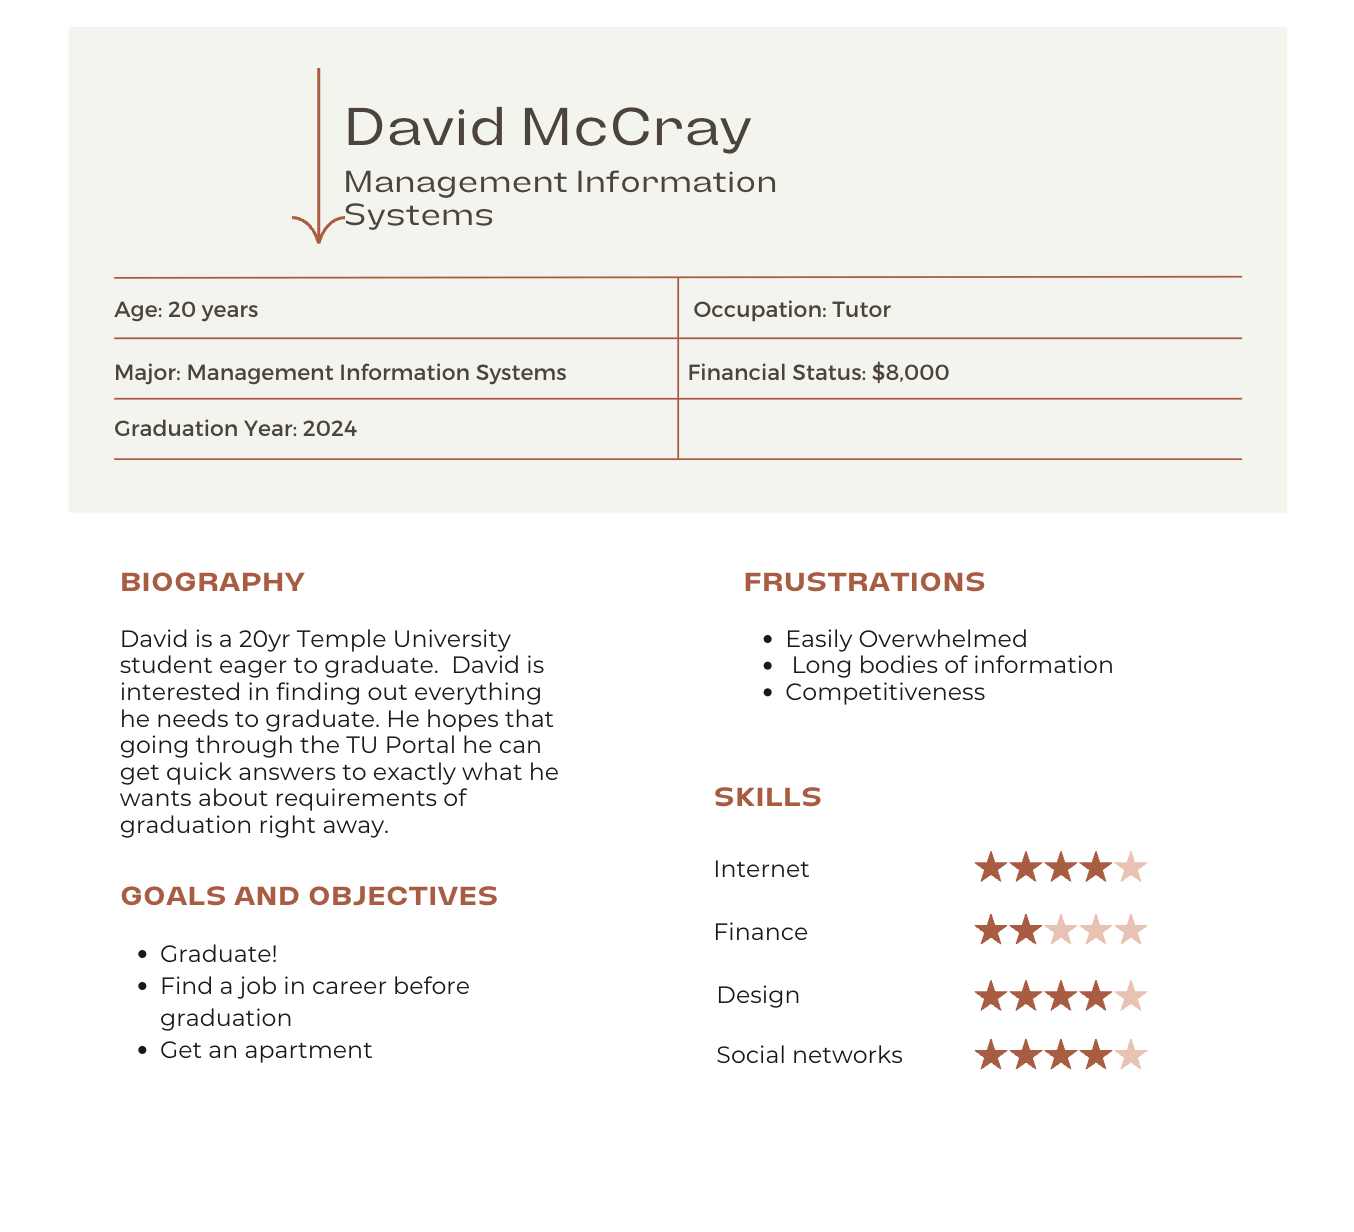 David McCray
Management Information
Systems
Age: 20 years
Occupation: Tutor
Major: Management Information Systems
Financial Status: $8,000
Graduation Year: 2024
BIOGRAPHY
David is a 20yr Temple University
student eager to graduate.  David is
interested in finding out everything
he needs to graduate. He hopes that
going through the TU Portal he can
get quick answers to exactly what he
wants about requirements of
graduation right away.
GOALS AND OBJECTIVES
• Graduate!
• Find a job in career before
graduation
• Get an apartment
FRUSTRATIONS
• Easily Overwhelmed
• Long bodies of information
• Competitiveness
SKILLS
Internet
Finance
Design
Social networks